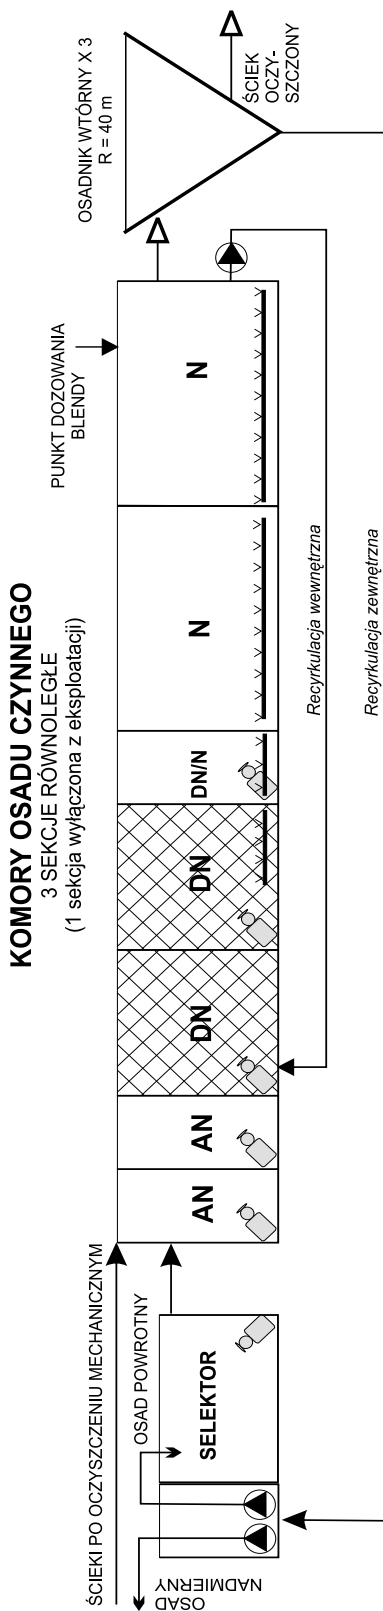 KOMORY OSADU CZYNNEGO
3 SEKCJE RÓWNOLEGŁE
(1 sekcja wyłączona z eksploatacji)
ŚCIEKI PO OCZYSZCZENIU MECHANICZNYM
OSAD POWROTNY
OSAD
NADMIERNY
SELEKTOR
AN
AN
DN
DN
DN/N
N
N
PUNKT DOZOWANIA
BLENDY
OSADNIK WTÓRNY X 3
R = 40 m
ŚCIEK
OCZY-
SZCZONY
Recyrkulacja wewnętrzna
Recyrkulacja zewnętrzna